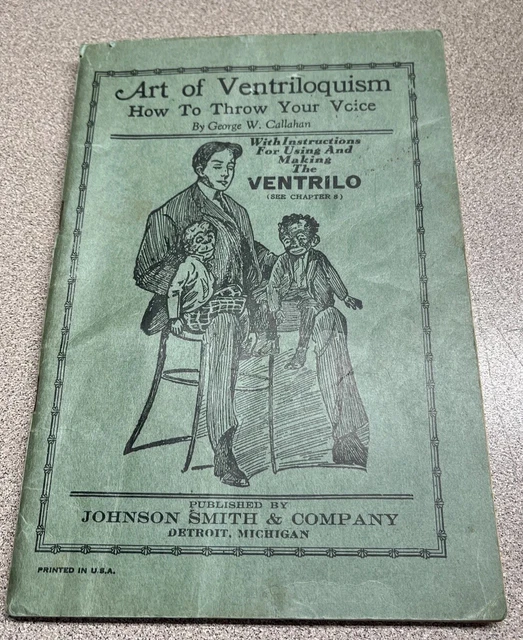 Art of Ventriloquism
How To Throw Your Vcice
By George W. Callahan
With Instructions
For Using And
Making
The
VENTRILO
(SEE CHAPTER 8)
PUBLISHED BY
JOHNSON SMITH & COMPANY
DETROIT, MICHIGAN
PRINTED IN U.S.A.